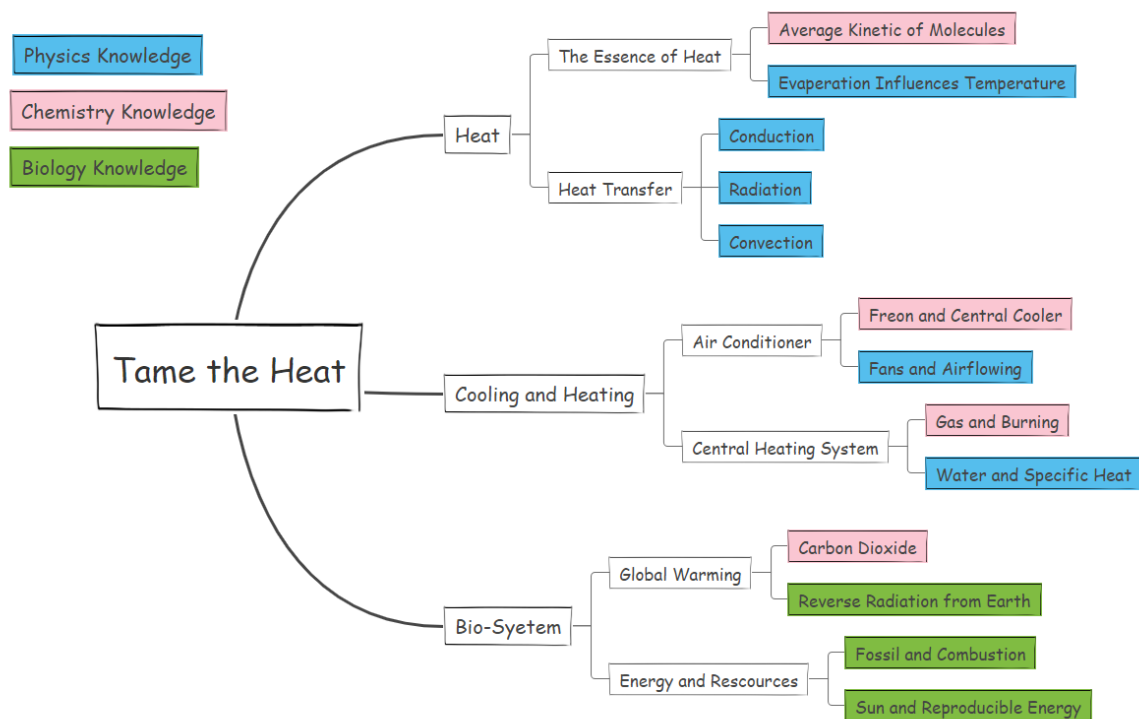 Physics Knowledge
Chemistry Knowledge
Biology Knowledge
Tame the Heat
Heat
The Essence of Heat
Average Kinetic of Molecules
Evaperation Influences Temperature
Heat Transfer
Conduction
Radiation
Convection
Cooling and Heating
Air Conditioner
Freon and Central Cooler
Fans and Airflowing
Central Heating System
Gas and Burning
Water and Specific Heat
Bio-Syetem
Global Warming
Carbon Dioxide
Reverse Radiation from Earth
Energy and Rescources
Fossil and Combustion
Sun and Reproducible Energy